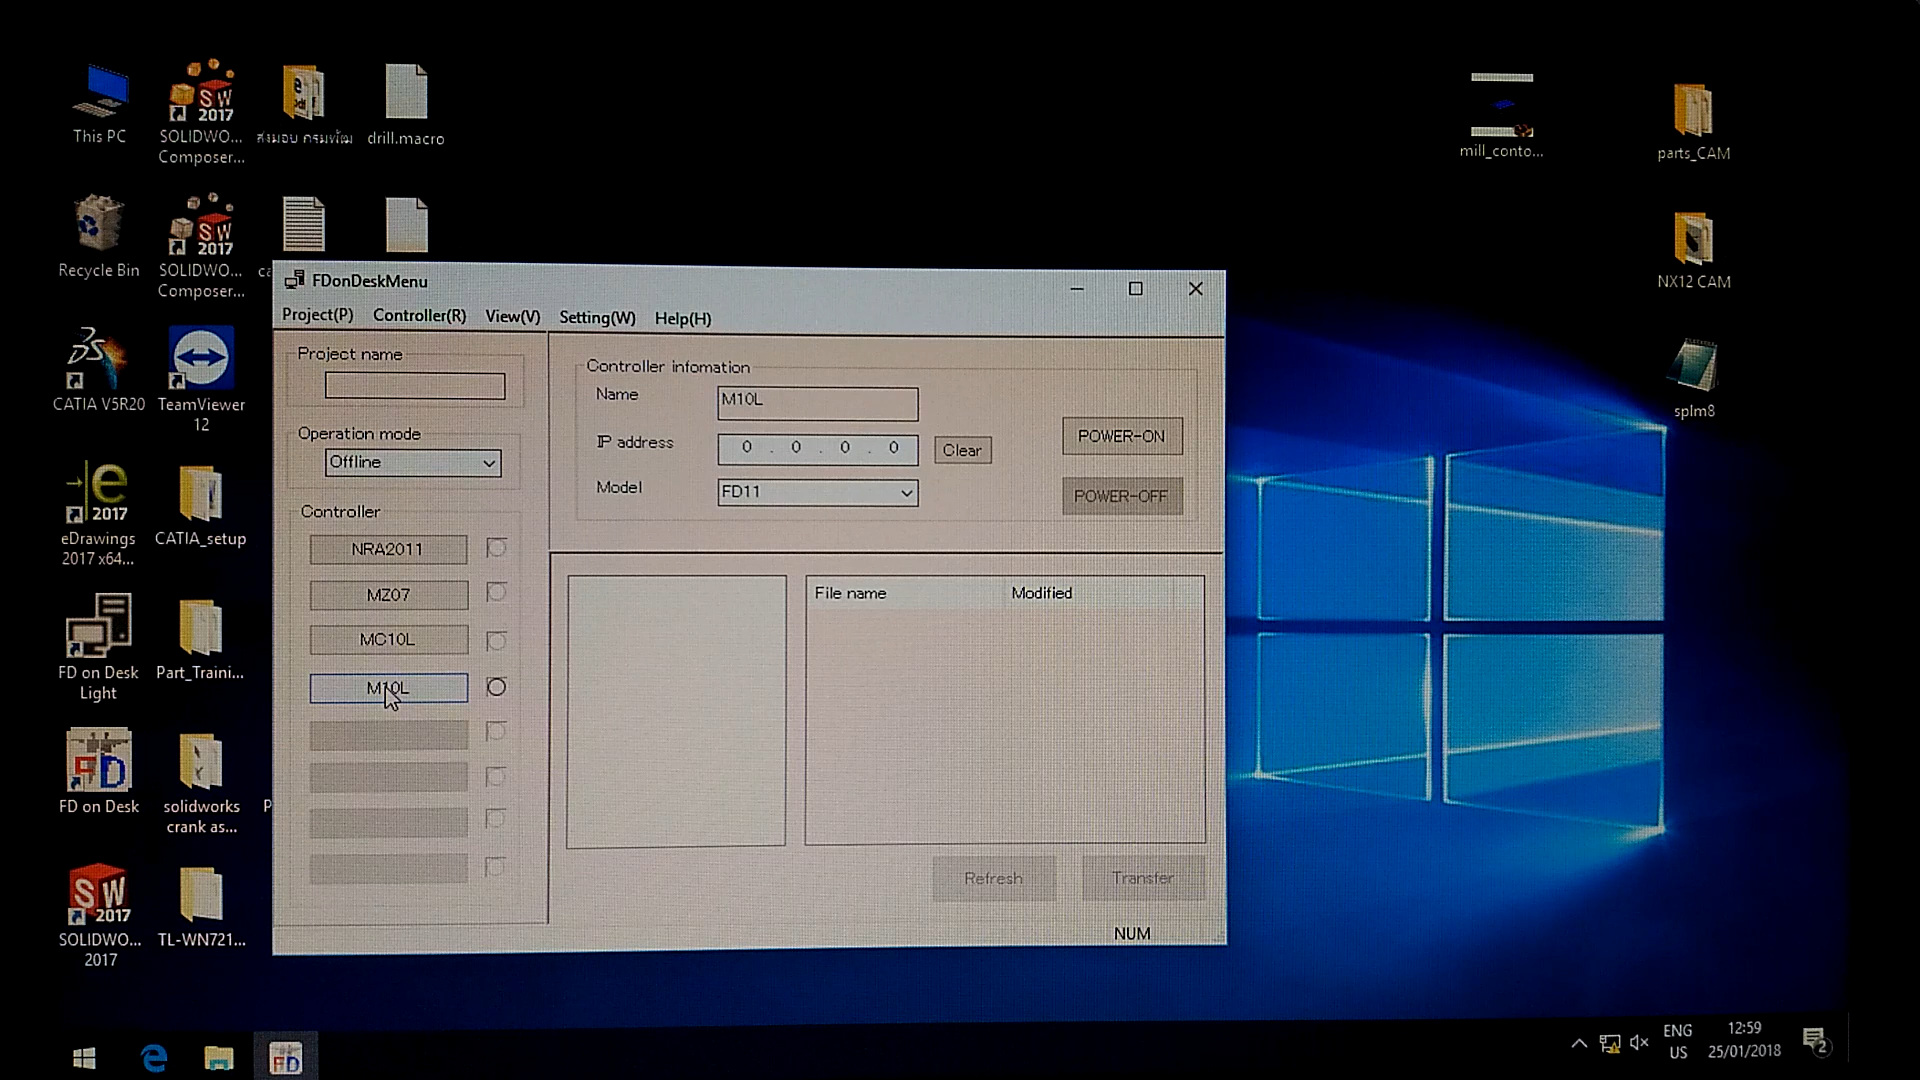 This PC
SOLIDWO...
Composer...
ส่งมอบ กรมพัฒ
drill.macro
mill_conto...
parts_CAM
Recycle Bin
SOLIDWO...
Composer...
NX12 CAM
CATIA V5R20
TeamViewer
12
splm8
eDrawings
2017 x64...
CATIA_setup
FD on Desk
Light
Part_Traini...
FD on Desk
solidworks
crank as...
SOLIDWO...
2017
TL-WN721...
SW
2017
SW
2017
2017
SW
2017
FD
FDonDeskMenu
Project(P) Controller(R) View(V) Setting(W) Help(H)
Project name
Operation mode
Offline
Controller
NRA2011
MZ07
MC10L
M10L
Controller infomation
Name M10L
IP address 0 . 0 . 0 . 0 Clear
Model FD11
POWER-ON
POWER-OFF
File name Modified
Refresh Transfer
NUM
FD
ENG
US
12:59
25/01/2018
2